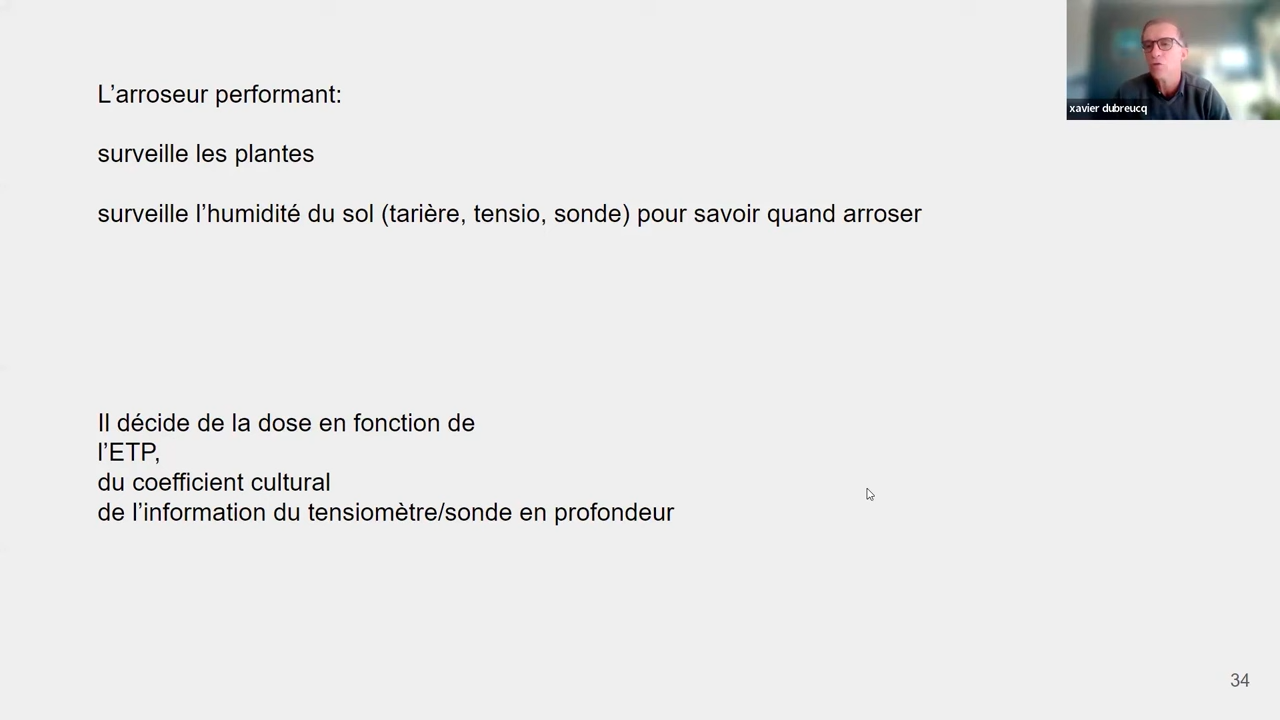 L'arroseur performant:
surveille les plantes
surveille l'humidité du sol (tarière, tensio, sonde) pour savoir quand arroser
Il décide de la dose en fonction de
l'ETP,
du coefficient cultural
de l'information du tensiomètre/sonde en profondeur
xavier dubreucq
34